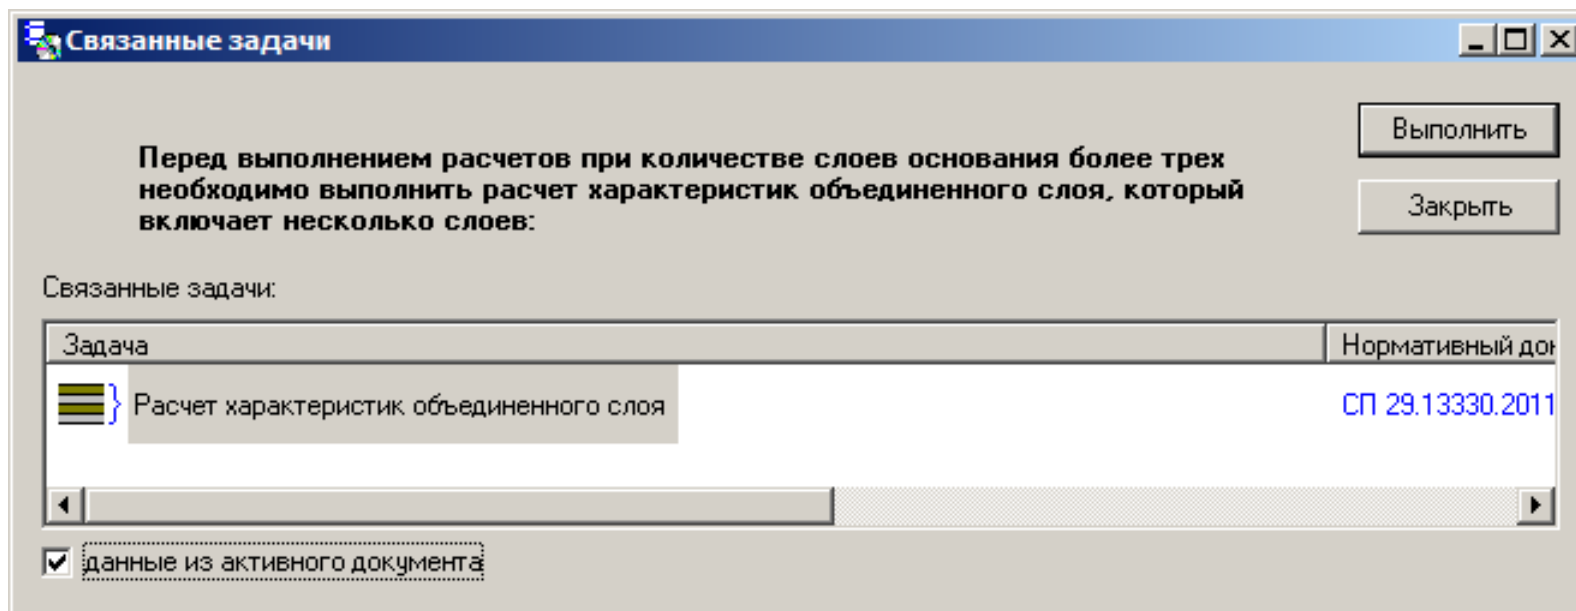 Связанные задачи
Выполнить
Перед выполнением расчетов при количестве слоев основания более трех
необходимо выполнить расчет характеристик объединенного слоя, который
включает несколько слоев:
Закрыть
Связанные задачи:
Задача Нормативный док
Расчет характеристик объединенного слоя СП 29.13330.2011
данные из активного документа